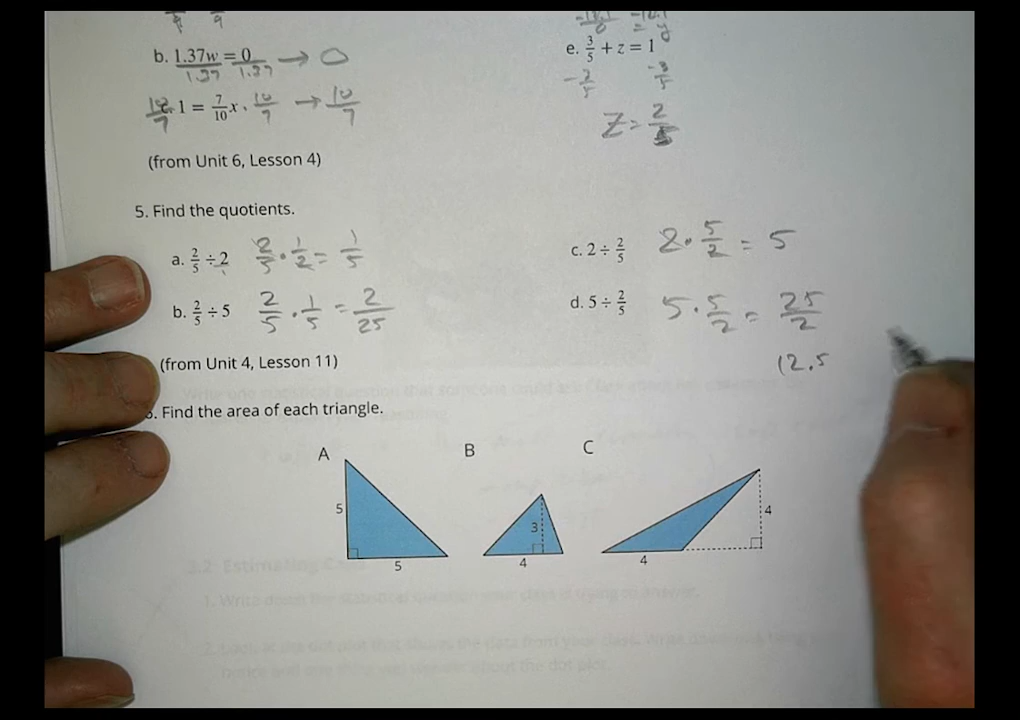 b. 1.37w = 0 → 0
1.37 1.37
10/7 c. 1 = 7/10 x · 10/7 → 10/7
e. 3/5 + z = 1
z = 2/5
(from Unit 6, Lesson 4)
5. Find the quotients.
a. 2/5 ÷ 2 2/5 · 1/2 = 1/5
c. 2 ÷ 2/5 2 · 5/2 = 5
b. 2/5 ÷ 5 2/5 · 1/5 = 2/25
d. 5 ÷ 2/5 5 · 5/2 = 25/2
12.5
(from Unit 4, Lesson 11)
. Find the area of each triangle.
A B C
5 5
3 4
4 4